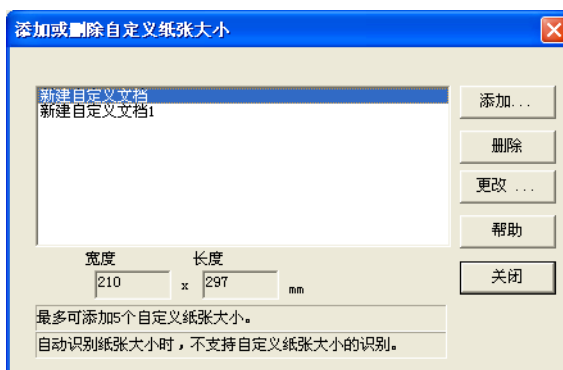 添加或删除自定义纸张大小
新建自定义文档
新建自定义文档1
添加...
删除
更改 ...
帮助
关闭
宽度 长度
210 x 297 mm
最多可添加5个自定义纸张大小。
自动识别纸张大小时，不支持自定义纸张大小的识别。